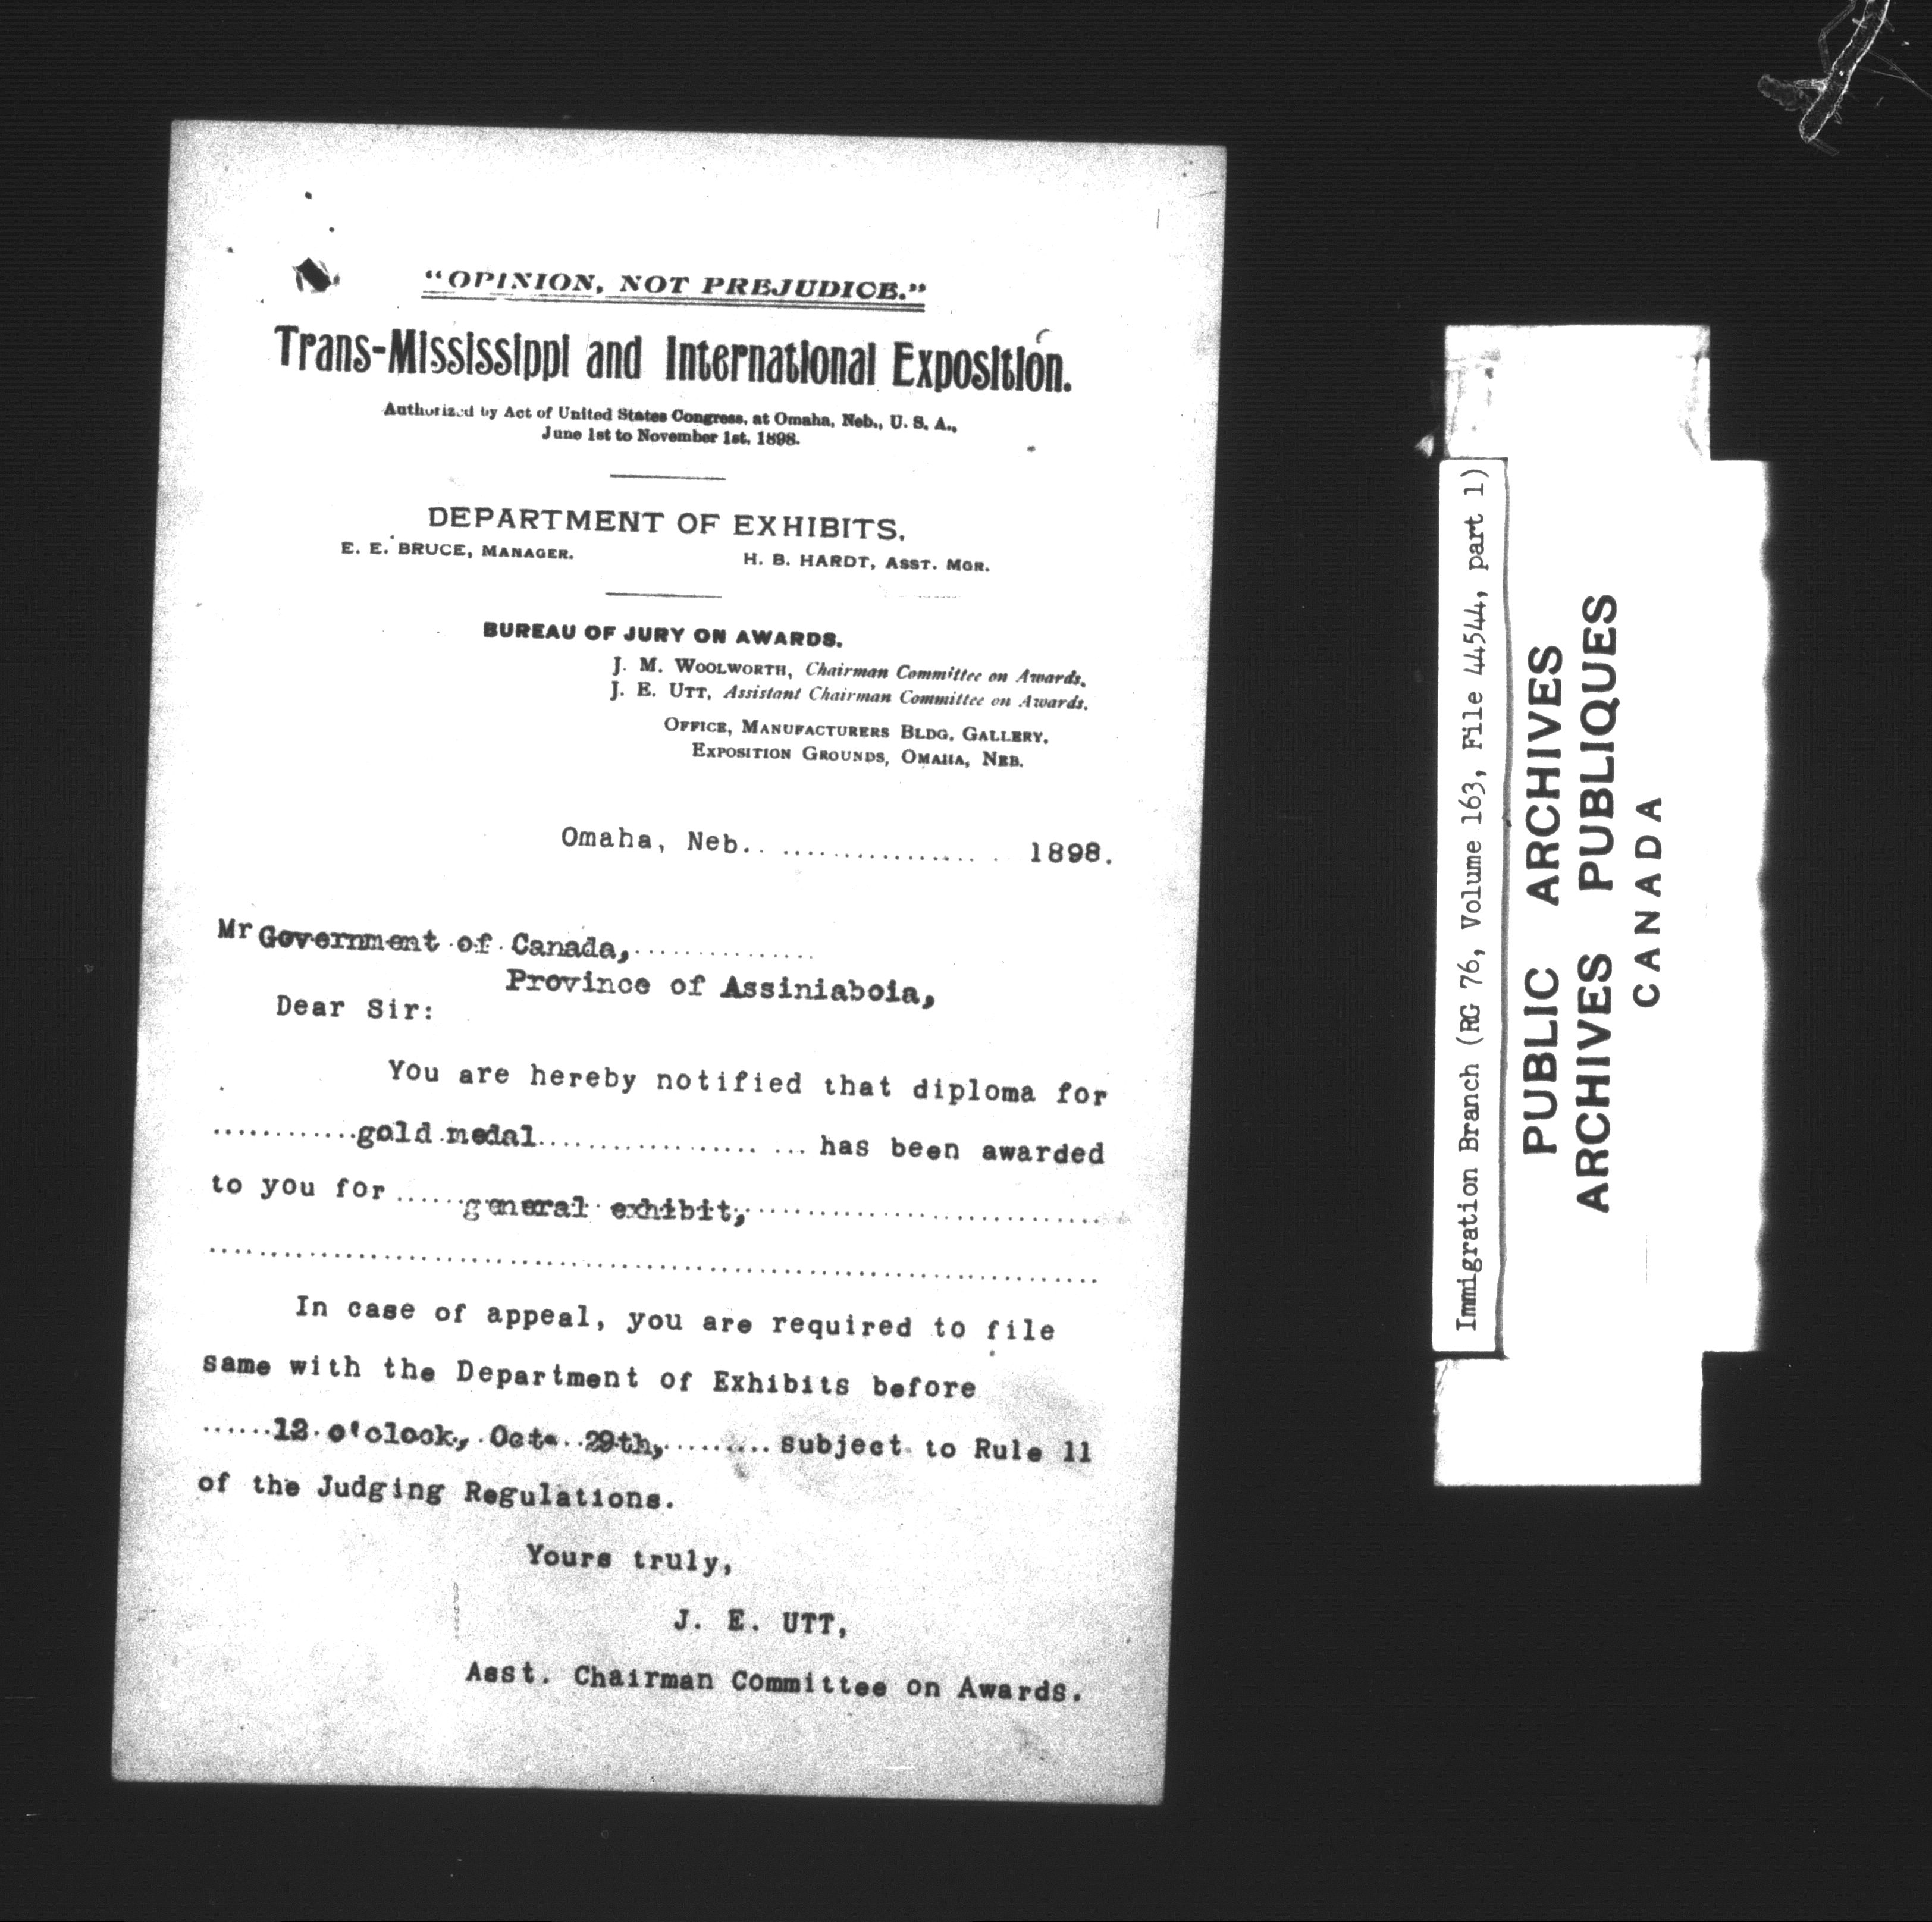 “OPINION, NOT PREJUDICE.”
Trans-Mississippi and International Exposition.
Authorized by Act of United States Congress, at Omaha, Neb., U. S. A.,
June 1st to November 1st, 1898.
DEPARTMENT OF EXHIBITS.
E. E. BRUCE, MANAGER. H. B. HARDT, ASST. MGR.
BUREAU OF JURY ON AWARDS.
J. M. WOOLWORTH, Chairman Committee on Awards.
J. E. UTT, Assistant Chairman Committee on Awards.
OFFICE, MANUFACTURERS BLDG. GALLERY,
EXPOSITION GROUNDS, OMAHA, NEB.
Omaha, Neb.. ................. . 1898.
Mr Government of Canada,...............
Province of Assiniaboia,
Dear Sir:
You are hereby notified that diploma for
............gold medal.................... ... has been awarded
to you for ......general exhibit,..............................
......................................................................
In case of appeal, you are required to file
same with the Department of Exhibits before
......12 o'clock, Oct. 29th,......... subject to Rule 11
of the Judging Regulations.
Yours truly,
J. E. UTT,
Asst. Chairman Committee on Awards.
Immigration Branch (RG 76, Volume 163, File 44544, part 1)
PUBLIC ARCHIVES
ARCHIVES PUBLIQUES
CANADA